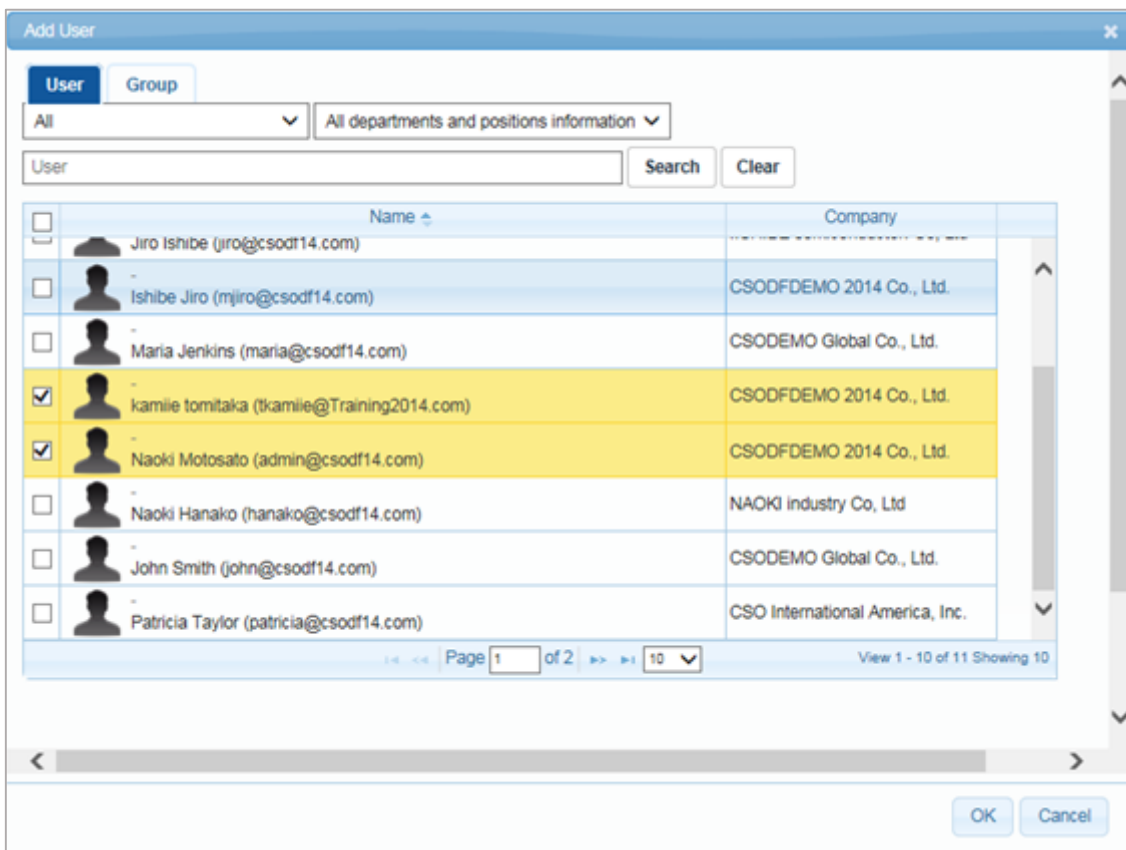 Add User
User Group
All All departments and positions information
User Search Clear
Name Company
Jiro Ishibe (jiro@csodf14.com)
-
Ishibe Jiro (mjiro@csodf14.com) CSODFDEMO 2014 Co., Ltd.
-
Maria Jenkins (maria@csodf14.com) CSODEMO Global Co., Ltd.
-
kamiie tomitaka (tkamiie@Training2014.com) CSODFDEMO 2014 Co., Ltd.
-
Naoki Motosato (admin@csodf14.com) CSODFDEMO 2014 Co., Ltd.
-
Naoki Hanako (hanako@csodf14.com) NAOKI industry Co, Ltd
-
John Smith (john@csodf14.com) CSODEMO Global Co., Ltd.
-
Patricia Taylor (patricia@csodf14.com) CSO International America, Inc.
Page 1 of 2 10 View 1 - 10 of 11 Showing 10
OK Cancel